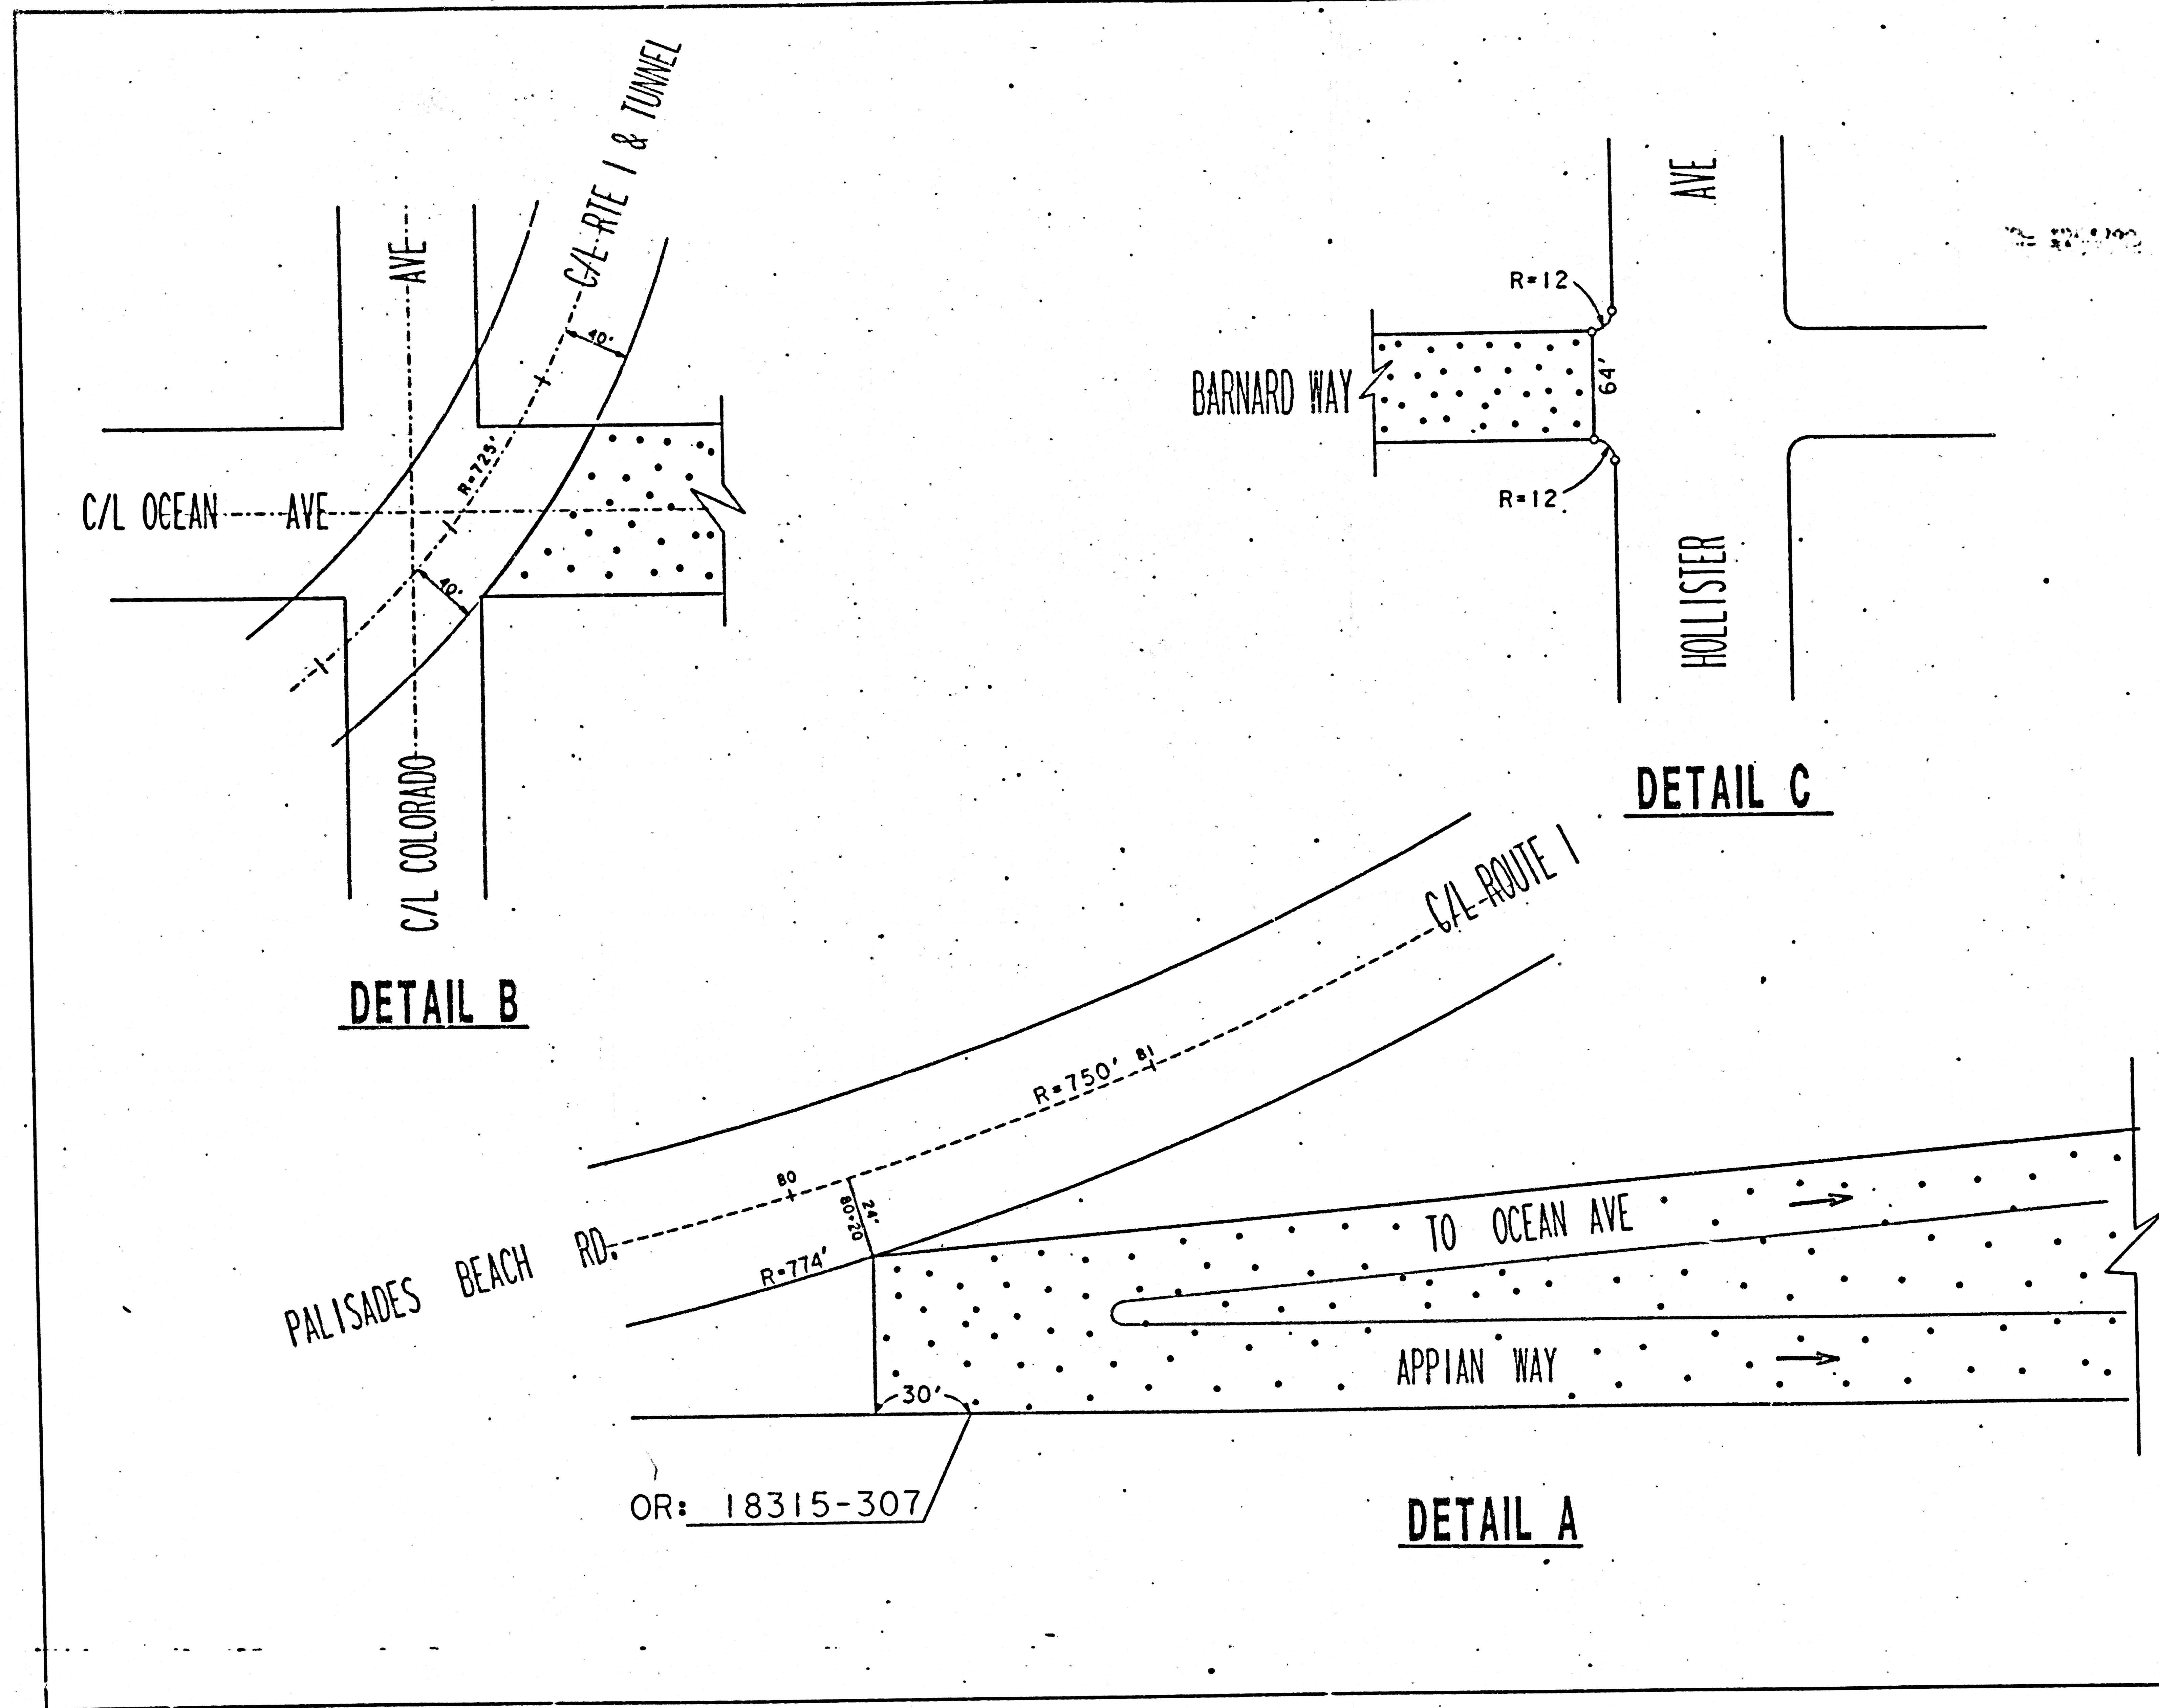 C/L RTE 1 & TUNNEL
AVE
40'
R=725'
C/L OCEAN AVE
40'
C/L COLORADO
DETAIL B
AVE
R=12
BARNARD WAY
64'
R=12
HOLLISTER
DETAIL C
C/L ROUTE 1
R=750'
81
80
24'
80+20
PALISADES BEACH RD.
R=774'
TO OCEAN AVE
APPIAN WAY
30'
OR: 18315-307
DETAIL A